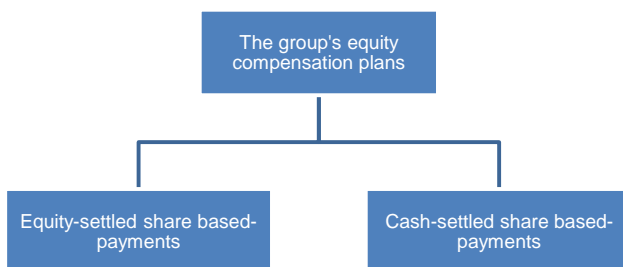 The group's equity
compensation plans
Equity-settled share based-
payments
Cash-settled share based-
payments